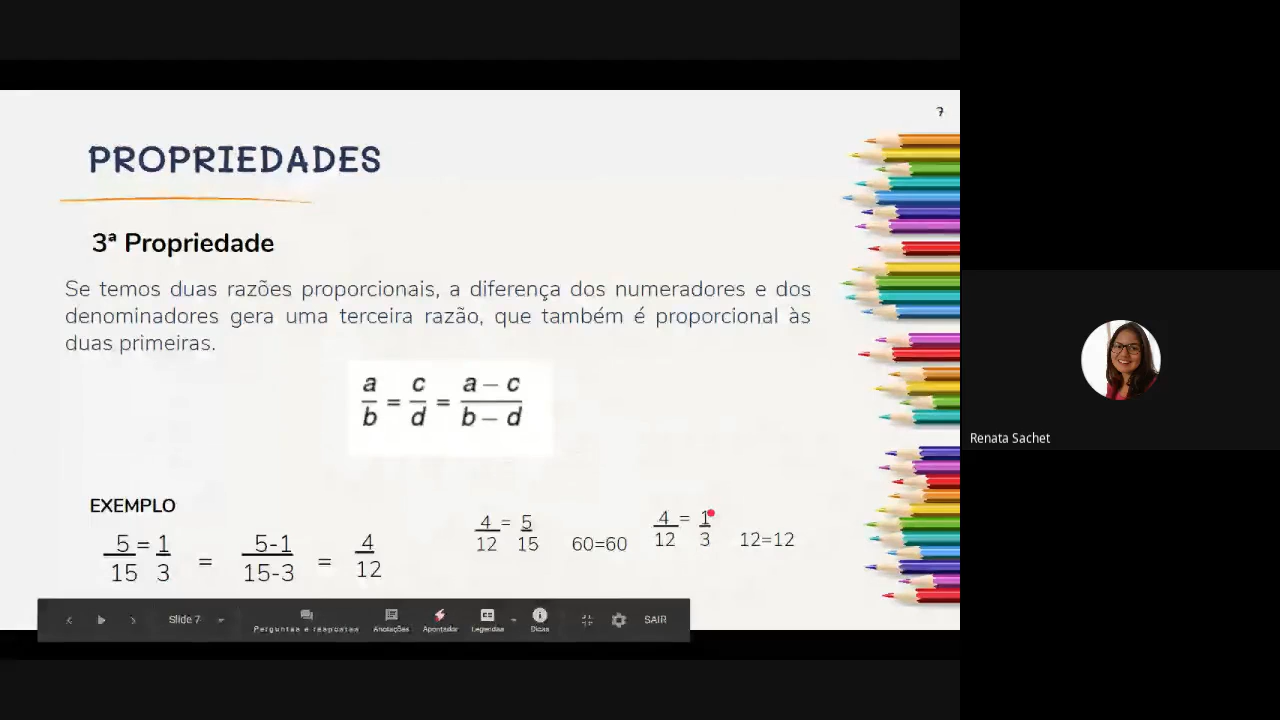 7
PROPRIEDADES
3ª Propriedade
Se temos duas razões proporcionais, a diferença dos numeradores e dos
denominadores gera uma terceira razão, que também é proporcional às
duas primeiras.
a/b = c/d = a – c/b – d
EXEMPLO
5/15 = 1/3 = 5-1/15-3 = 4/12
4/12 = 5/15 60=60 4/12 = 1/3 12=12
Renata Sachet
Slide 7
Perguntas e respostas
Anotações
Apontador
Legendas
Dicas
SAIR